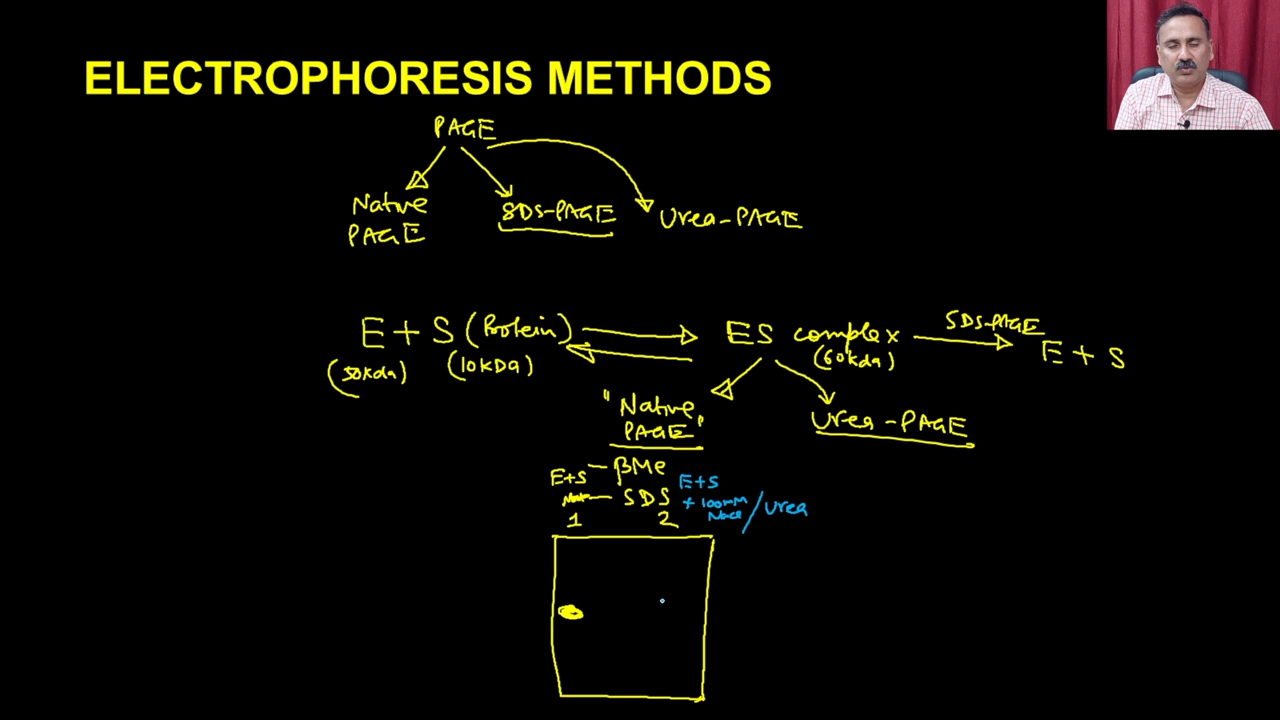 ELECTROPHORESIS METHODS
PAGE
Native
PAGE
SDS-PAGE
Urea-PAGE
E + S (Protein)
(50kda)
(10KDa)
ES complex
(60kda)
SDS-PAGE
E + S
"Native"
PAGE
Urea-PAGE
E+S
— βMe
— SDS
1
2
E+S
+ 100mM
/ Urea